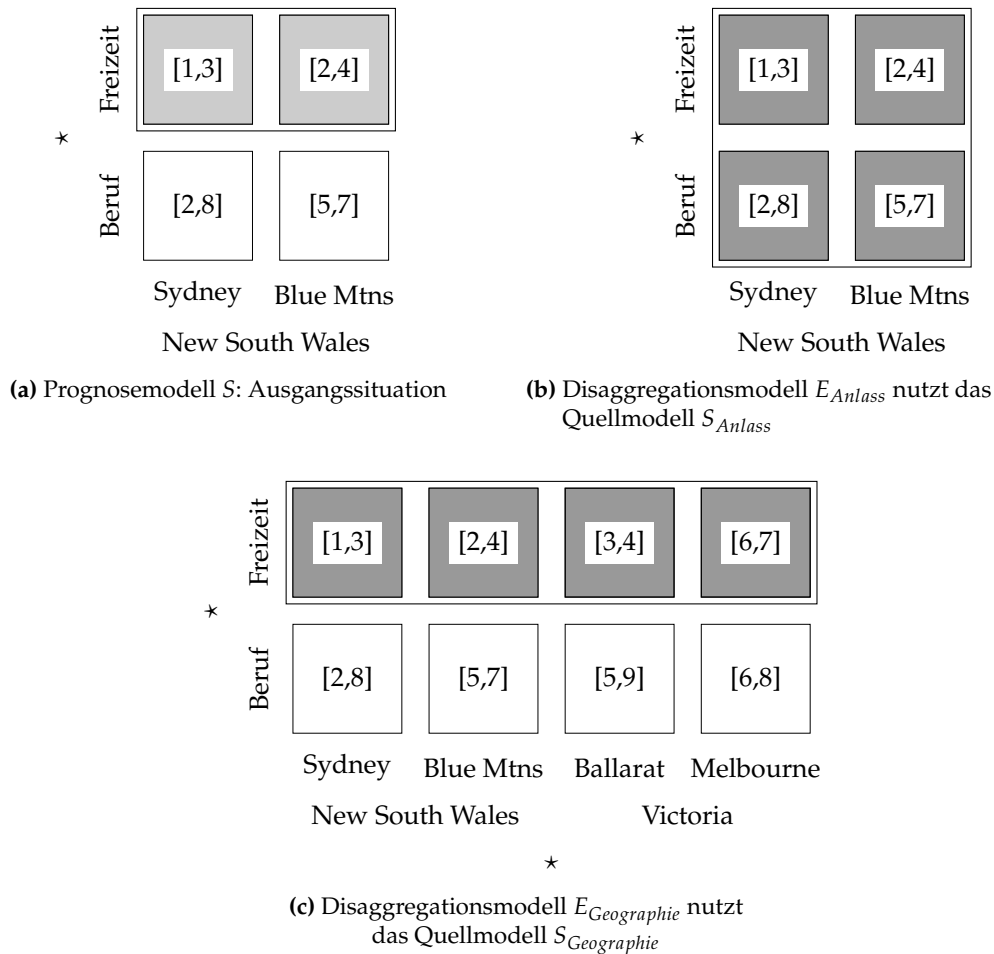 Freizeit [1,3] [2,4]
⋆
Beruf [2,8] [5,7]
Sydney Blue Mtns
New South Wales
(a) Prognosemodell S: Ausgangssituation
Freizeit [1,3] [2,4]
⋆
Beruf [2,8] [5,7]
Sydney Blue Mtns
New South Wales
(b) Disaggregationsmodell E_Anlass nutzt das
Quellmodell S_Anlass
Freizeit [1,3] [2,4] [3,4] [6,7]
⋆
Beruf [2,8] [5,7] [5,9] [6,8]
Sydney Blue Mtns Ballarat Melbourne
New South Wales Victoria
⋆
(c) Disaggregationsmodell E_Geographie nutzt
das Quellmodell S_Geographie